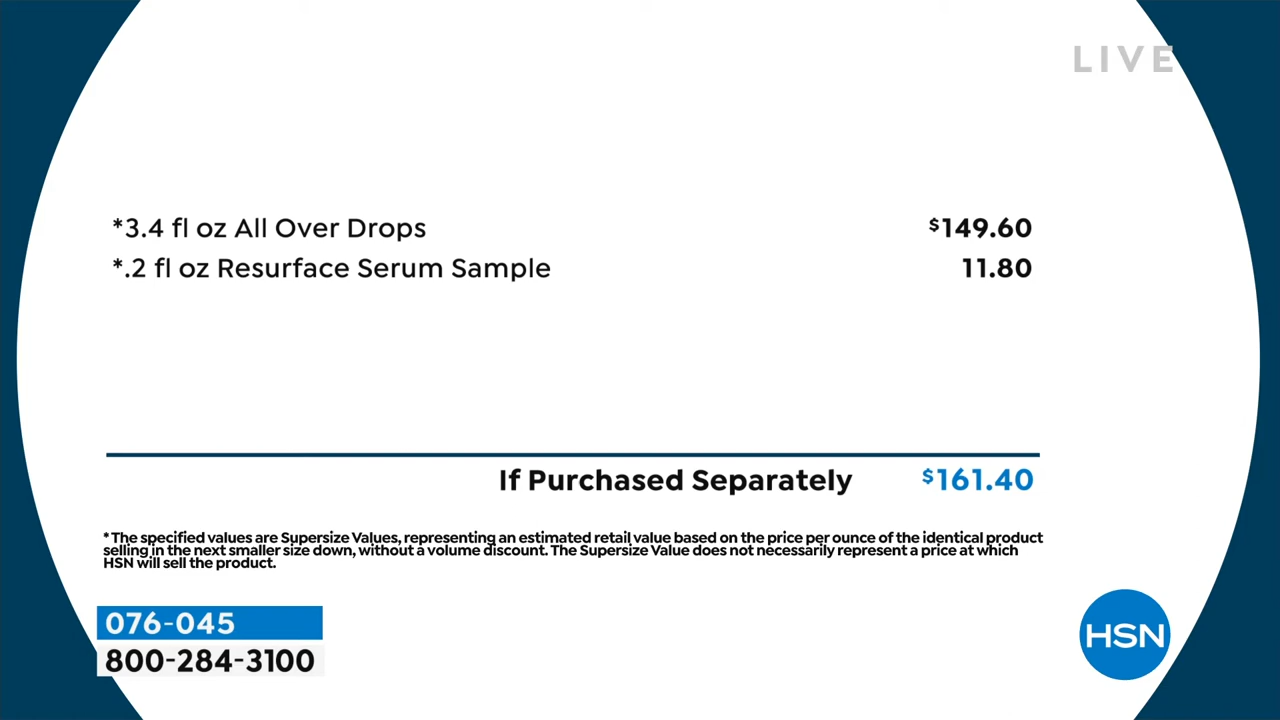 LIVE
*3.4 fl oz All Over Drops $149.60
*.2 fl oz Resurface Serum Sample 11.80
If Purchased Separately $161.40
* The specified values are Supersize Values, representing an estimated retail value based on the price per ounce of the identical product
selling in the next smaller size down, without a volume discount. The Supersize Value does not necessarily represent a price at which
HSN will sell the product.
076-045
800-284-3100
HSN